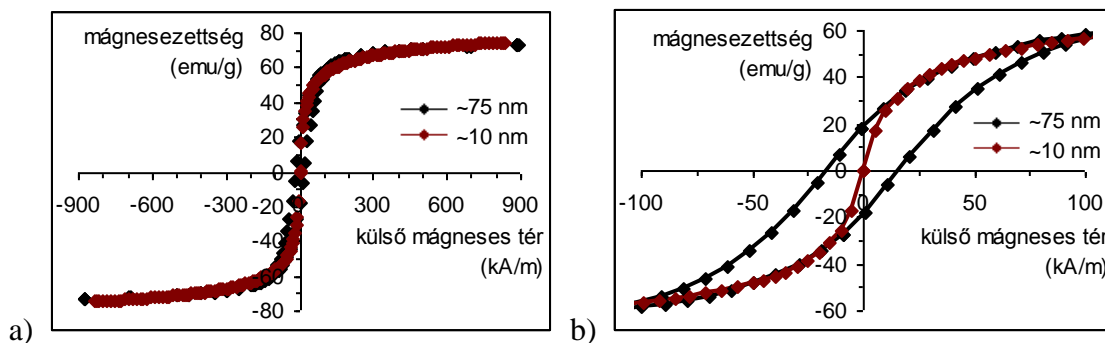 a)
mágnesezettség
(emu/g)
80
60
40
20
0
-20
-40
-60
-80
-900
-600
-300
0
300
600
900
~75 nm
~10 nm
külső mágneses tér
(kA/m)
b)
mágnesezettség
(emu/g)
60
40
20
0
-20
-40
-60
-100
-50
0
50
100
~75 nm
~10 nm
külső mágneses tér
(kA/m)